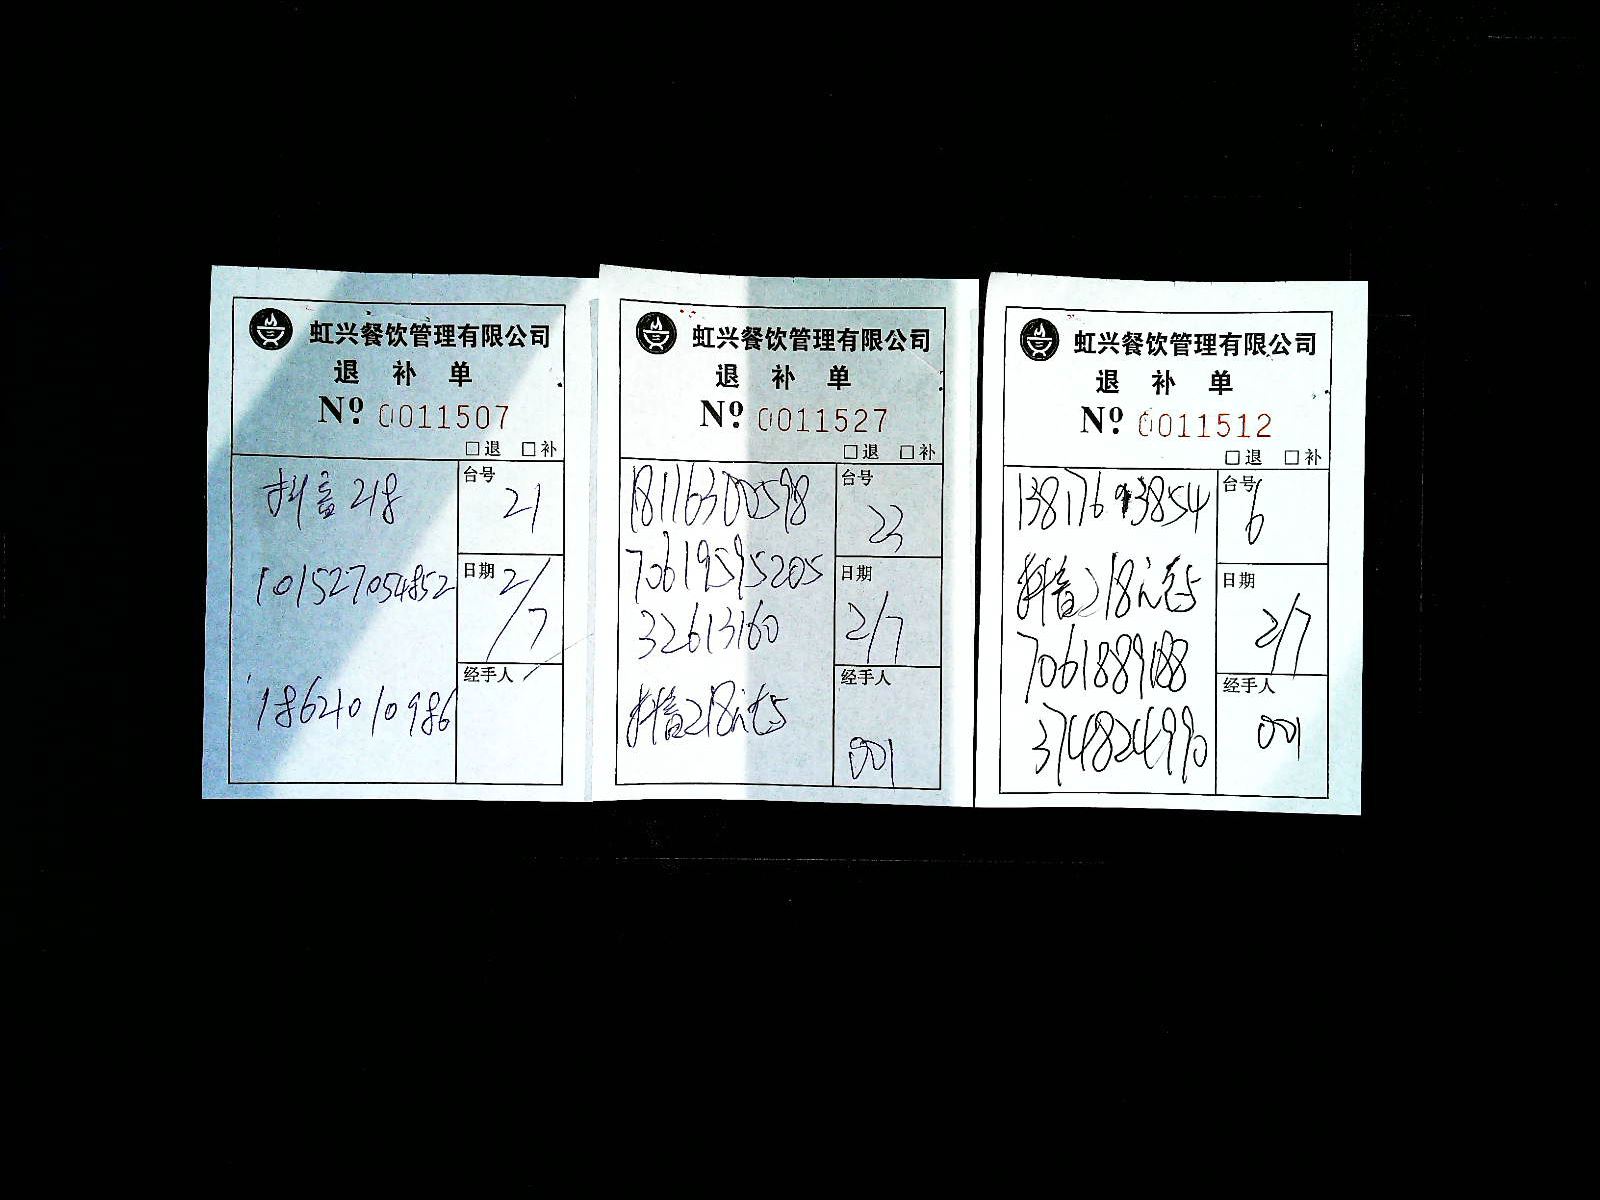 虹兴餐饮管理有限公司
退 补 单
Nº 0011507
□退 □补
抖音218
101527054852
18621010986
台号
21
日期
2/7
经手人
虹兴餐饮管理有限公司
退 补 单
Nº 0011527
□退 □补
18116300598
70619595205
32613160
抖音218元
台号
23
日期
2/7
经手人
001
虹兴餐饮管理有限公司
退 补 单
Nº 0011512
□退 □补
13817693854
抖音218元
7061889188
374824990
台号
6
日期
2/7
经手人
001